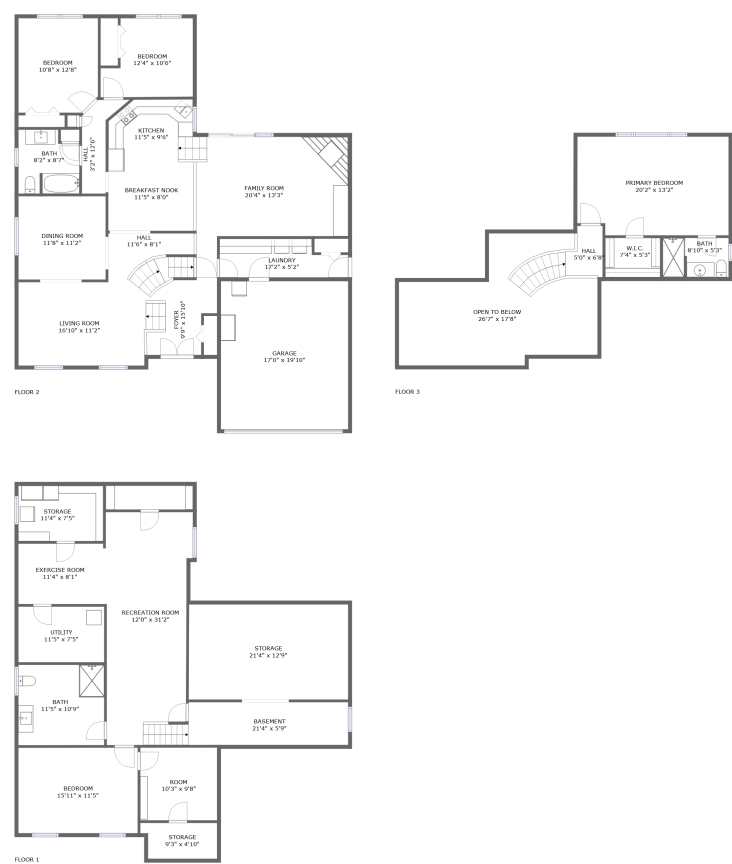 BEDROOM
10'8" x 12'8"
BEDROOM
12'4" x 10'6"
KITCHEN
11'5" x 9'6"
BATH
8'2" x 8'7"
HALL
3'2" x 12'6"
BREAKFAST NOOK
11'5" x 8'0"
FAMILY ROOM
20'4" x 13'3"
DINING ROOM
11'8" x 11'2"
HALL
11'6" x 8'1"
LAUNDRY
17'2" x 5'2"
LIVING ROOM
16'10" x 11'2"
FOYER
9'9" x 15'10"
GARAGE
17'0" x 19'10"
FLOOR 2
PRIMARY BEDROOM
20'2" x 13'2"
HALL
5'0" x 6'8"
W.I.C.
7'4" x 5'3"
BATH
8'10" x 5'3"
OPEN TO BELOW
26'7" x 17'8"
FLOOR 3
STORAGE
11'4" x 7'5"
EXERCISE ROOM
11'4" x 8'1"
RECREATION ROOM
12'0" x 31'2"
UTILITY
11'5" x 7'5"
STORAGE
21'4" x 12'9"
BATH
11'5" x 10'9"
BASEMENT
21'4" x 5'9"
BEDROOM
15'11" x 11'5"
ROOM
10'3" x 9'8"
STORAGE
9'3" x 4'10"
FLOOR 1